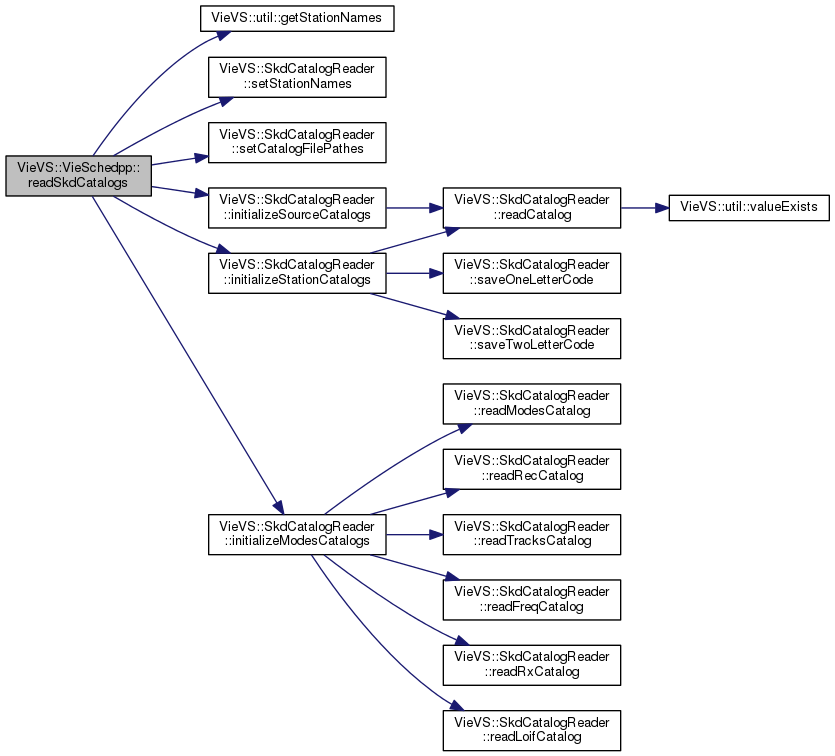 VieVS::util::getStationNames
VieVS::SkdCatalogReader
::setStationNames
VieVS::SkdCatalogReader
::setCatalogFilePathes
VieVS::VieSchedpp::
readSkdCatalogs
VieVS::SkdCatalogReader
::initializeSourceCatalogs
VieVS::SkdCatalogReader
::readCatalog
VieVS::util::valueExists
VieVS::SkdCatalogReader
::initializeStationCatalogs
VieVS::SkdCatalogReader
::saveOneLetterCode
VieVS::SkdCatalogReader
::saveTwoLetterCode
VieVS::SkdCatalogReader
::readModesCatalog
VieVS::SkdCatalogReader
::readRecCatalog
VieVS::SkdCatalogReader
::initializeModesCatalogs
VieVS::SkdCatalogReader
::readTracksCatalog
VieVS::SkdCatalogReader
::readFreqCatalog
VieVS::SkdCatalogReader
::readRxCatalog
VieVS::SkdCatalogReader
::readLoifCatalog